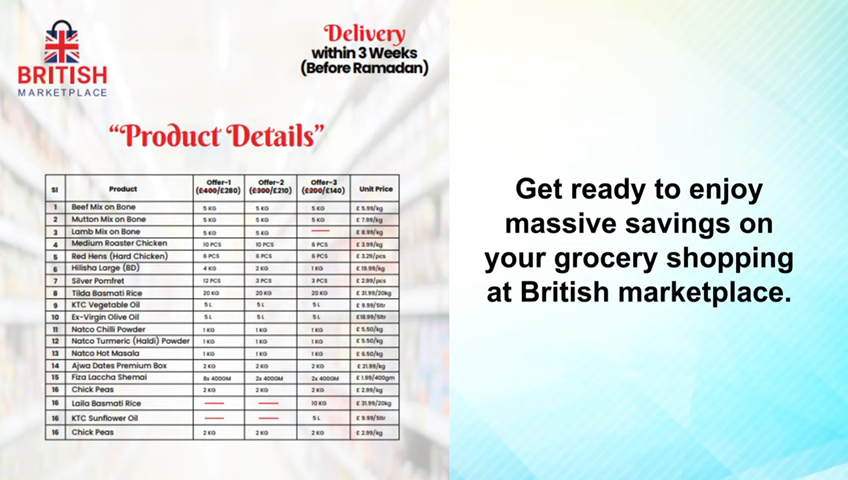 BRITISH
MARKETPLACE
Delivery
within 3 Weeks
(Before Ramadan)
“Product Details”
Sl Product Offer-1 (£400/£280) Offer-2 (£300/£210) Offer-3 (£200/£140) Unit Price
1 Beef Mix on Bone 5 KG 5 KG 5 KG £ 5.99/kg
2 Mutton Mix on Bone 5 KG 5 KG 5 KG £ 7.99/kg
3 Lamb Mix on Bone 5 KG 5 KG £ 8.99/kg
4 Medium Roaster Chicken 10 PCS 10 PCS 6 PCS £ 3.99/kg
5 Red Hens (Hard Chicken) 6 PCS 6 PCS 6 PCS £ 3.29/pcs
6 Hilisha Large (BD) 4 KG 2 KG 1 KG £ 19.99/kg
7 Silver Pomfret 12 PCS 3 PCS 3 PCS £ 2.99/pcs
8 Tilda Basmati Rice 20 KG 20 KG 20 KG £ 31.99/20kg
9 KTC Vegetable Oil 5 L 5 L 5 L £ 9.99/5ltr
10 Ex-Virgin Olive Oil 5 L 5 L 5 L £18.99/5ltr
11 Natco Chilli Powder 1 KG 1 KG 1 KG £ 5.50/kg
12 Natco Turmeric (Haldi) Powder 1 KG 1 KG 1 KG £ 5.50/kg
13 Natco Hot Masala 1 KG 1 KG 1 KG £ 6.50/kg
14 Ajwa Dates Premium Box 2 KG 2 KG 2 KG £ 21.99/kg
15 Fiza Laccha Shemai 8x 400GM 2x 400GM 2x 400GM £ 1.99/400gm
16 Chick Peas 2 KG 2 KG 2 KG £ 2.99/kg
16 Laila Basmati Rice 10 KG £ 31.99/20kg
16 KTC Sunflower Oil 5 L £ 9.99/5ltr
16 Chick Peas 2 KG 2 KG 2 KG £ 2.99/kg
Get ready to enjoy
massive savings on
your grocery shopping
at British marketplace.